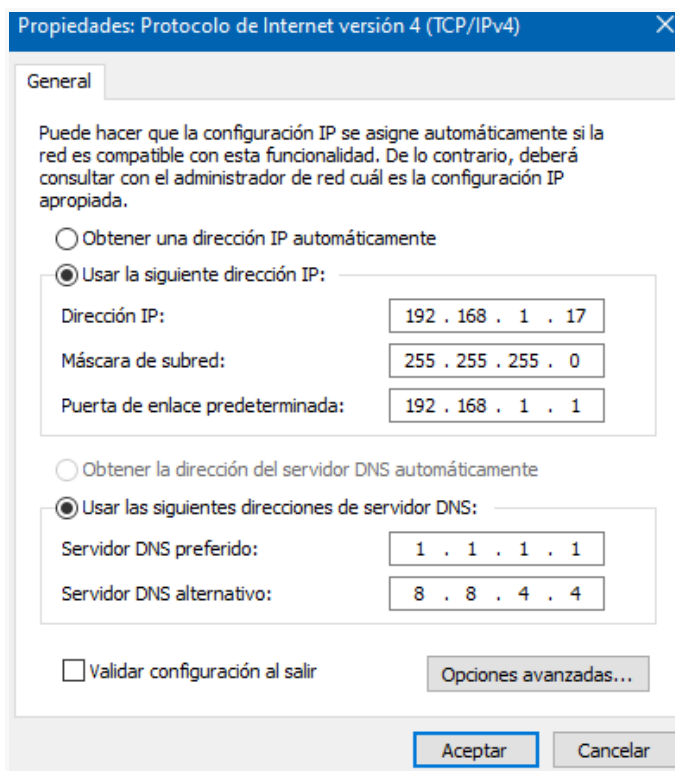 Propiedades: Protocolo de Internet versión 4 (TCP/IPv4)
General
Puede hacer que la configuración IP se asigne automáticamente si la
red es compatible con esta funcionalidad. De lo contrario, deberá
consultar con el administrador de red cuál es la configuración IP
apropiada.
Obtener una dirección IP automáticamente
Usar la siguiente dirección IP:
Dirección IP: 192 . 168 . 1 . 17
Máscara de subred: 255 . 255 . 255 . 0
Puerta de enlace predeterminada: 192 . 168 . 1 . 1
Obtener la dirección del servidor DNS automáticamente
Usar las siguientes direcciones de servidor DNS:
Servidor DNS preferido: 1 . 1 . 1 . 1
Servidor DNS alternativo: 8 . 8 . 4 . 4
Validar configuración al salir Opciones avanzadas...
Aceptar Cancelar